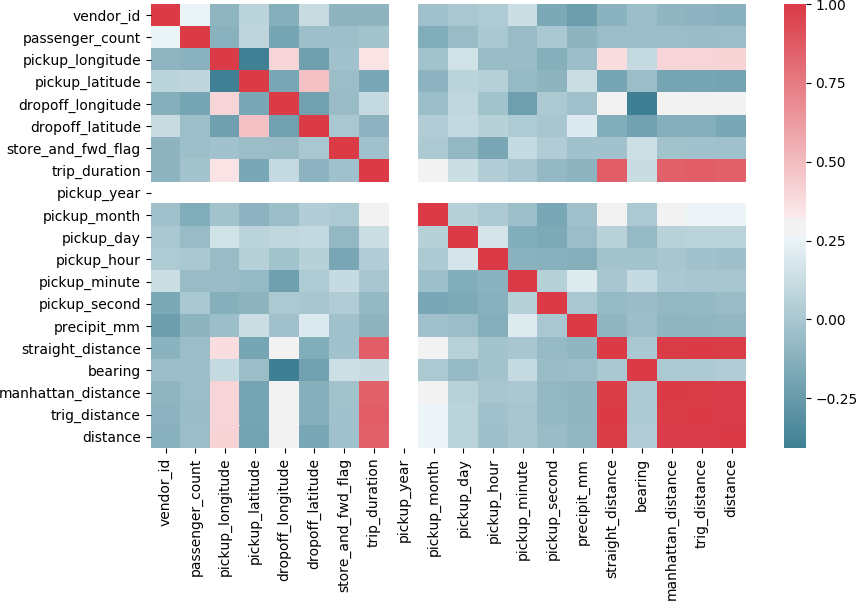 vendor_id
passenger_count
pickup_longitude
pickup_latitude
dropoff_longitude
dropoff_latitude
store_and_fwd_flag
trip_duration
pickup_year
pickup_month
pickup_day
pickup_hour
pickup_minute
pickup_second
precipit_mm
straight_distance
bearing
manhattan_distance
trig_distance
distance
vendor_id
passenger_count
pickup_longitude
pickup_latitude
dropoff_longitude
dropoff_latitude
store_and_fwd_flag
trip_duration
pickup_year
pickup_month
pickup_day
pickup_hour
pickup_minute
pickup_second
precipit_mm
straight_distance
bearing
manhattan_distance
trig_distance
distance
1.00
0.75
0.50
0.25
0.00
−0.25